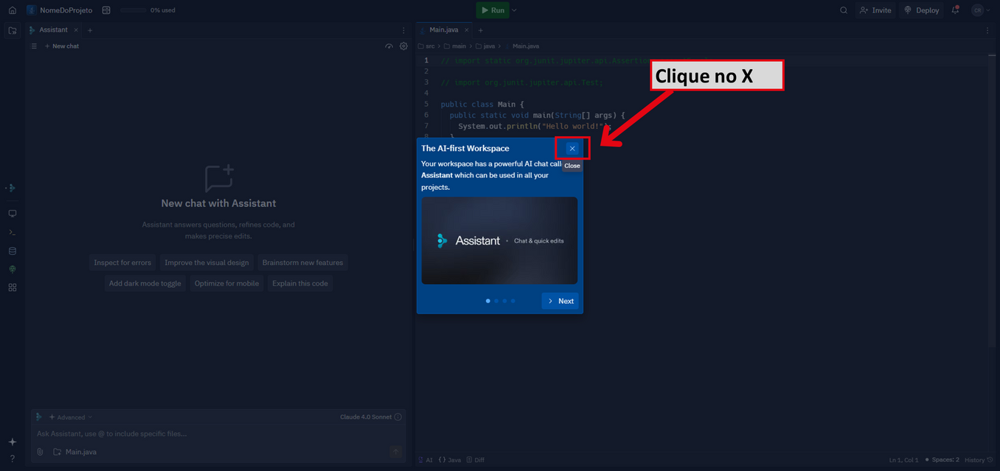 NomeDoProjeto
0% used
Run
Invite
Deploy
CR
Assistant
New chat
New chat with Assistant
Assistant answers questions, refines code, and
makes precise edits.
Inspect for errors
Improve the visual design
Brainstorm new features
Add dark mode toggle
Optimize for mobile
Explain this code
Advanced
Claude 4.0 Sonnet
Ask Assistant, use @ to include specific files...
Main.java
Main.java
src > main > java > Main.java
1 // import static org.junit.jupiter.api.Assertion
2
3 // import org.junit.jupiter.api.Test;
4
5 public class Main {
6 public static void main(String[] args) {
7 System.out.println("Hello world!");
8 }
Clique no X
The AI-first Workspace
Close
Your workspace has a powerful AI chat call
Assistant which can be used in all your
projects.
Assistant • Chat & quick edits
Next
AI
{} Java
Diff
Ln 1, Col 1
Spaces: 2
History